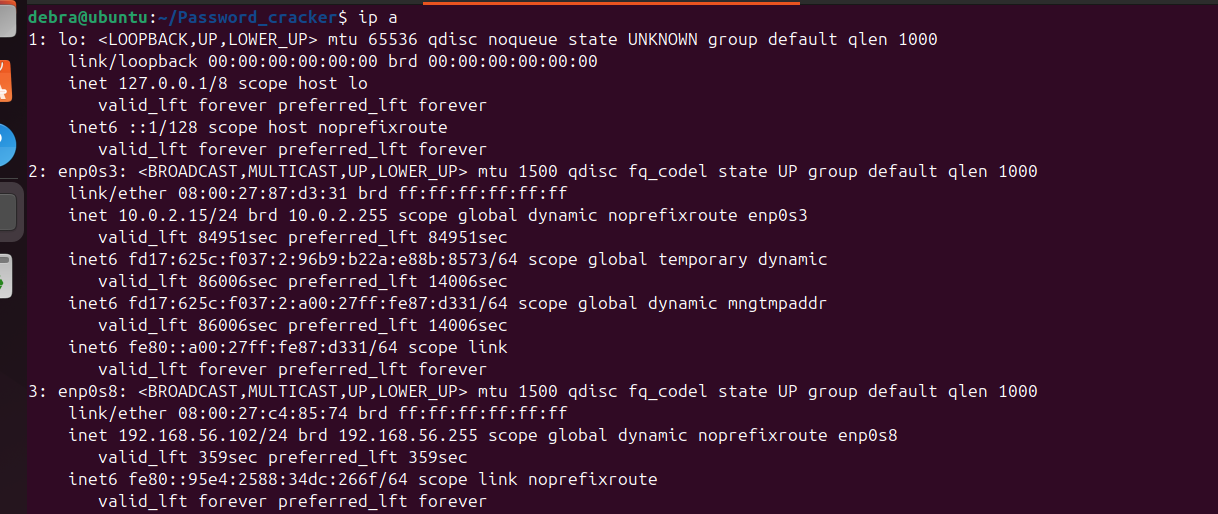 debra@ubuntu:~/Password_cracker$ ip a
1: lo: <LOOPBACK,UP,LOWER_UP> mtu 65536 qdisc noqueue state UNKNOWN group default qlen 1000
    link/loopback 00:00:00:00:00:00 brd 00:00:00:00:00:00
    inet 127.0.0.1/8 scope host lo
       valid_lft forever preferred_lft forever
    inet6 ::1/128 scope host noprefixroute
       valid_lft forever preferred_lft forever
2: enp0s3: <BROADCAST,MULTICAST,UP,LOWER_UP> mtu 1500 qdisc fq_codel state UP group default qlen 1000
    link/ether 08:00:27:87:d3:31 brd ff:ff:ff:ff:ff:ff
    inet 10.0.2.15/24 brd 10.0.2.255 scope global dynamic noprefixroute enp0s3
       valid_lft 84951sec preferred_lft 84951sec
    inet6 fd17:625c:f037:2:96b9:b22a:e88b:8573/64 scope global temporary dynamic
       valid_lft 86006sec preferred_lft 14006sec
    inet6 fd17:625c:f037:2:a00:27ff:fe87:d331/64 scope global dynamic mngtmpaddr
       valid_lft 86006sec preferred_lft 14006sec
    inet6 fe80::a00:27ff:fe87:d331/64 scope link
       valid_lft forever preferred_lft forever
3: enp0s8: <BROADCAST,MULTICAST,UP,LOWER_UP> mtu 1500 qdisc fq_codel state UP group default qlen 1000
    link/ether 08:00:27:c4:85:74 brd ff:ff:ff:ff:ff:ff
    inet 192.168.56.102/24 brd 192.168.56.255 scope global dynamic noprefixroute enp0s8
       valid_lft 359sec preferred_lft 359sec
    inet6 fe80::95e4:2588:34dc:266f/64 scope link noprefixroute
       valid_lft forever preferred_lft forever